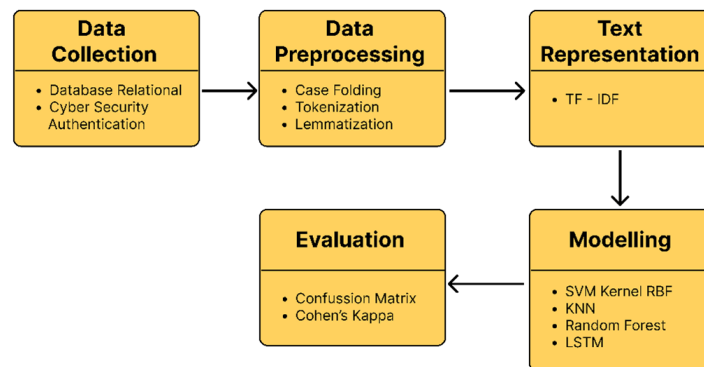 Data
Collection
• Database Relational
• Cyber Security
Authentication
Data
Preprocessing
• Case Folding
• Tokenization
• Lemmatization
Text
Representation
• TF - IDF
Evaluation
• Confussion Matrix
• Cohen's Kappa
Modelling
• SVM Kernel RBF
• KNN
• Random Forest
• LSTM